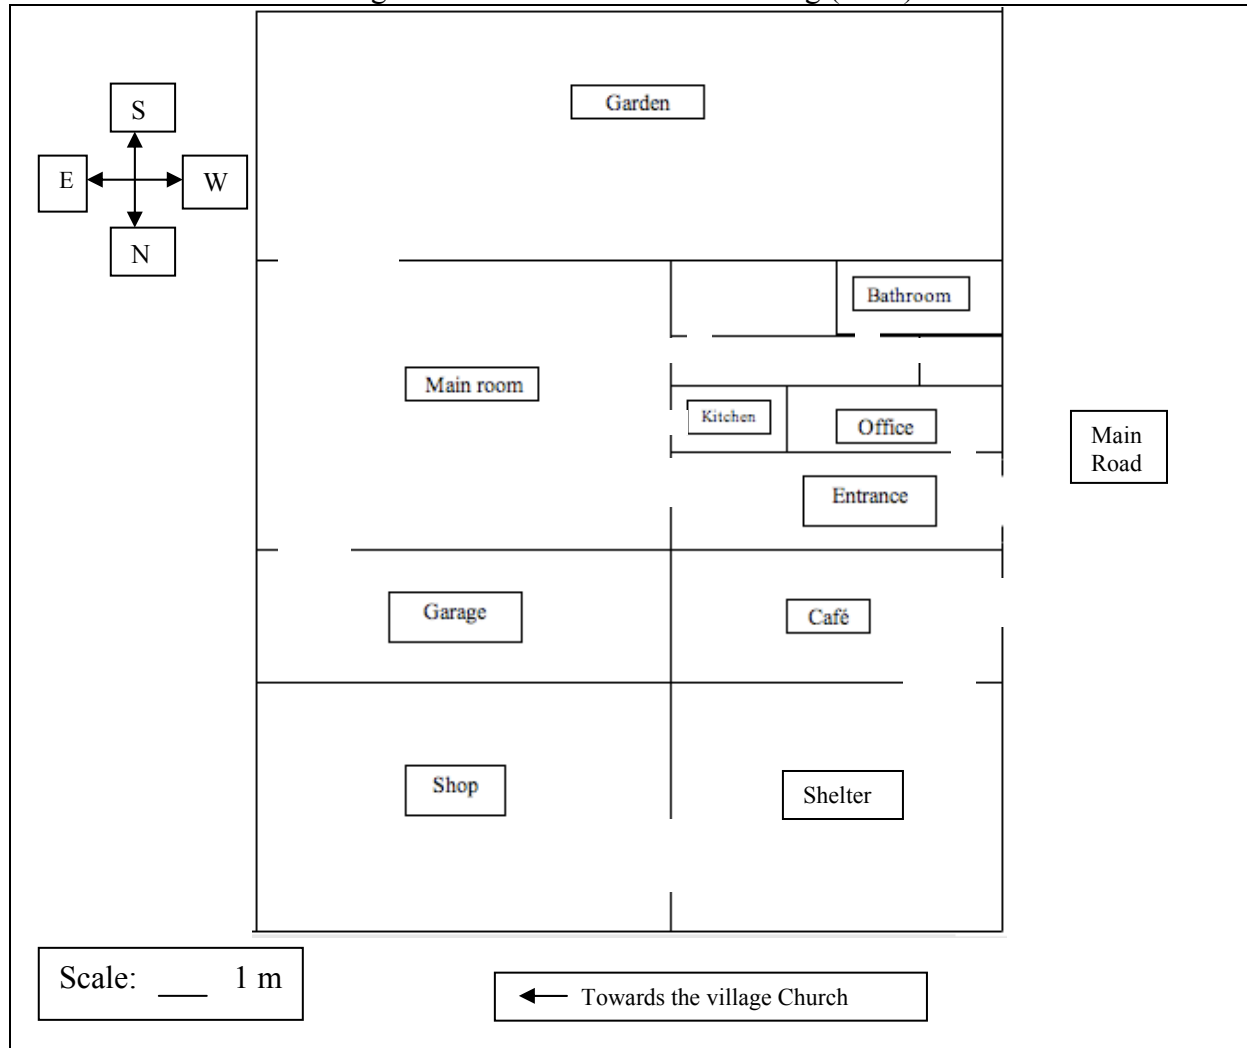 Garden
S
E
W
N
Bathroom
Main room
Kitchen
Office
Main
Road
Entrance
Garage
Café
Shop
Shelter
Scale: 1 m
Towards the village Church